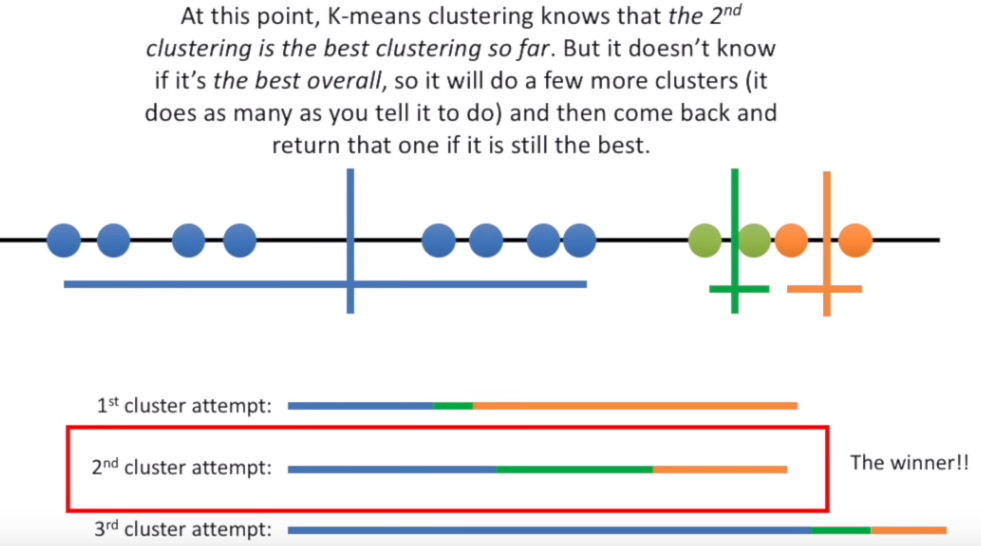 At this point, K-means clustering knows that the 2nd
clustering is the best clustering so far. But it doesn't know
if it's the best overall, so it will do a few more clusters (it
does as many as you tell it to do) and then come back and
return that one if it is still the best.
1st cluster attempt:
2nd cluster attempt:
The winner!!
3rd cluster attempt: